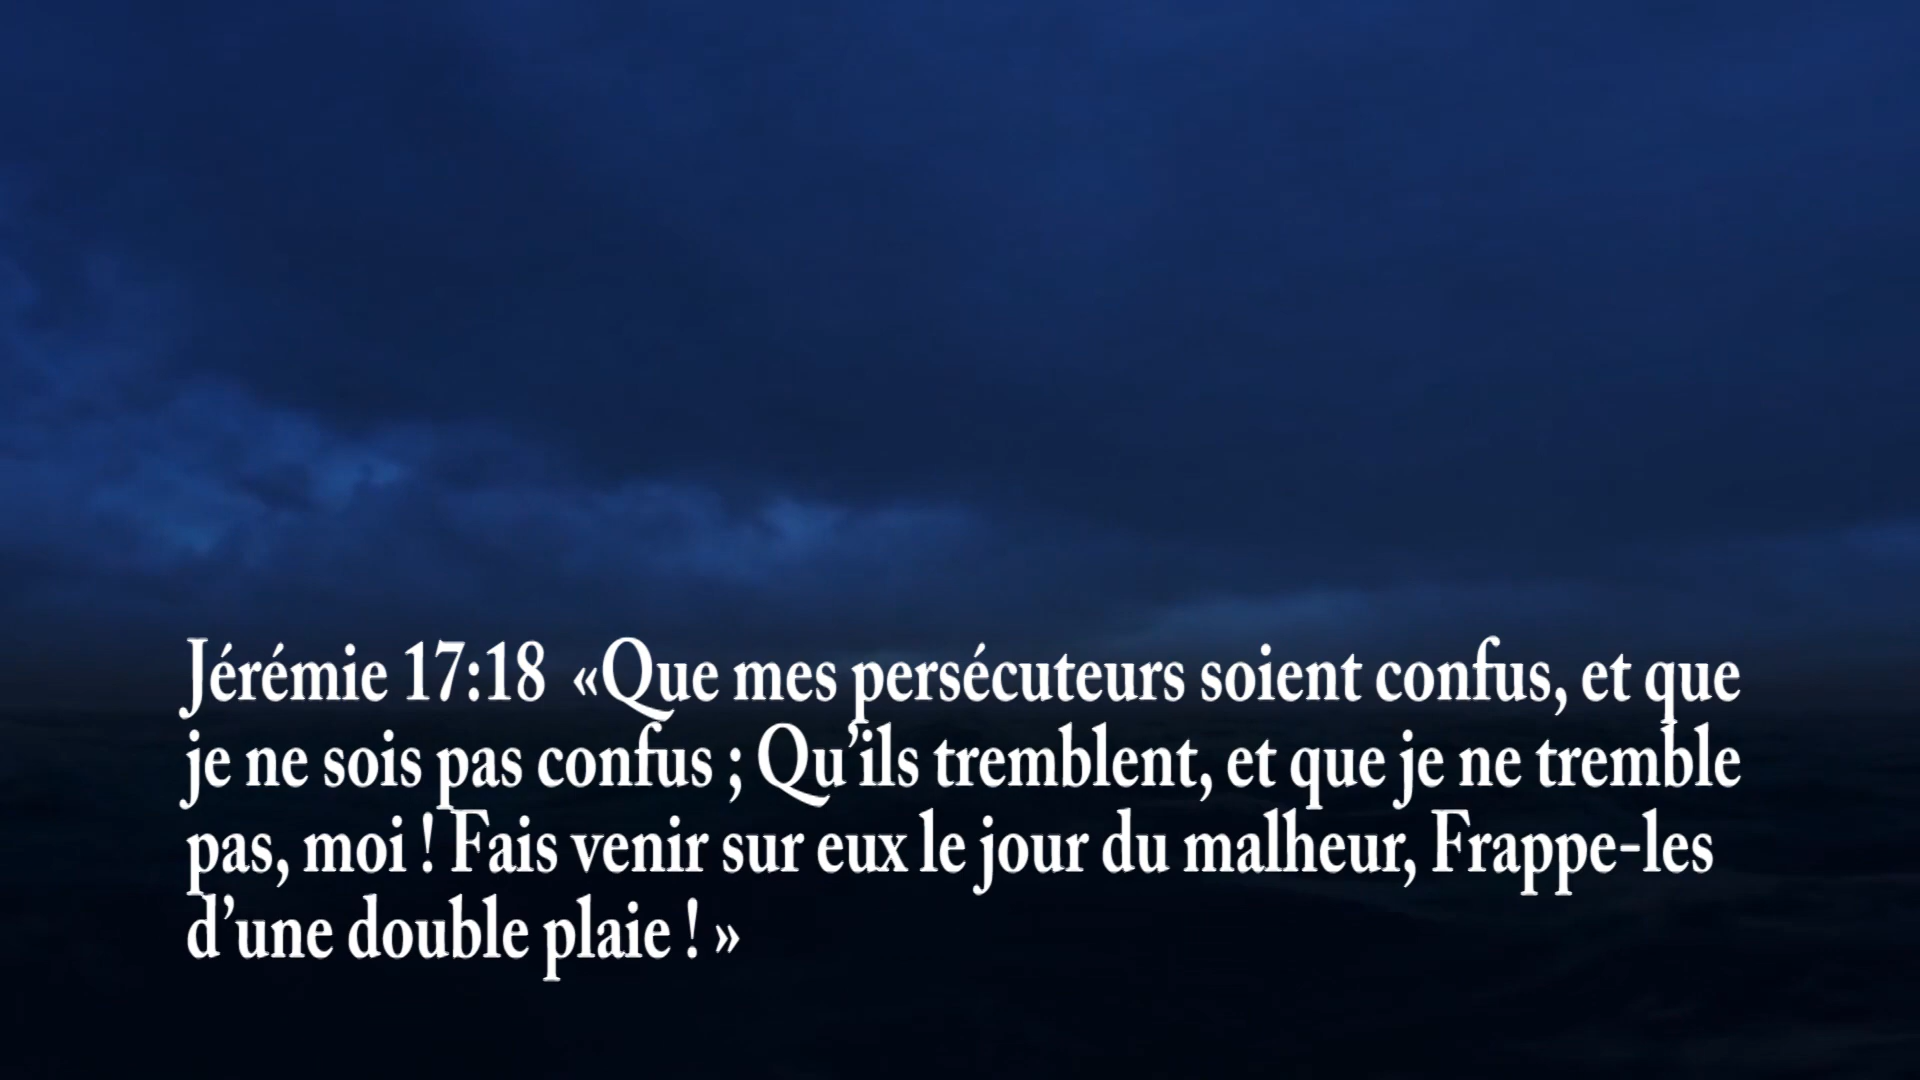 Jérémie 17:18  «Que mes persécuteurs soient confus, et que
je ne sois pas confus ; Qu’ils tremblent, et que je ne tremble
pas, moi ! Fais venir sur eux le jour du malheur, Frappe-les
d’une double plaie ! »